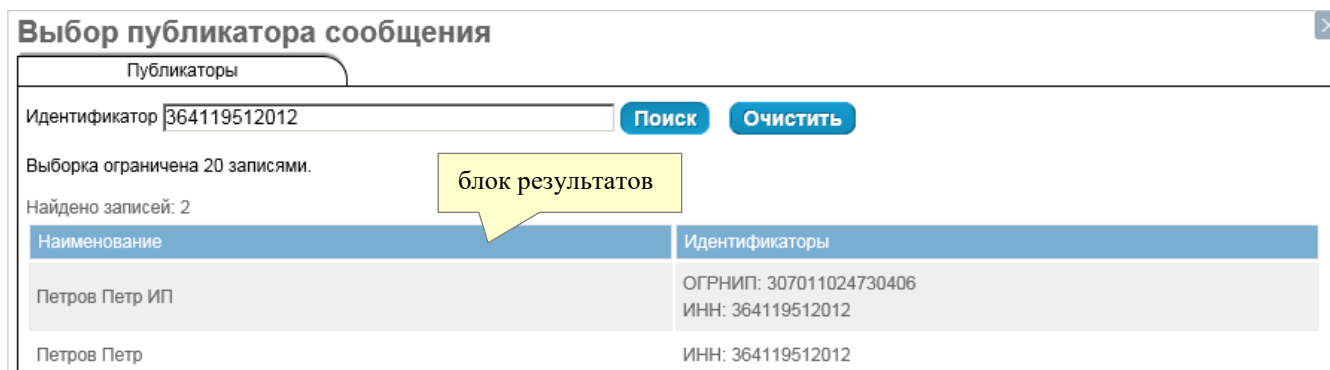 Выбор публикатора сообщения
Публикаторы
Идентификатор 364119512012 Поиск Очистить
Выборка ограничена 20 записями.
блок результатов
Найдено записей: 2
Наименование Идентификаторы
Петров Петр ИП
ОГРНИП: 307011024730406
ИНН: 364119512012
Петров Петр ИНН: 364119512012